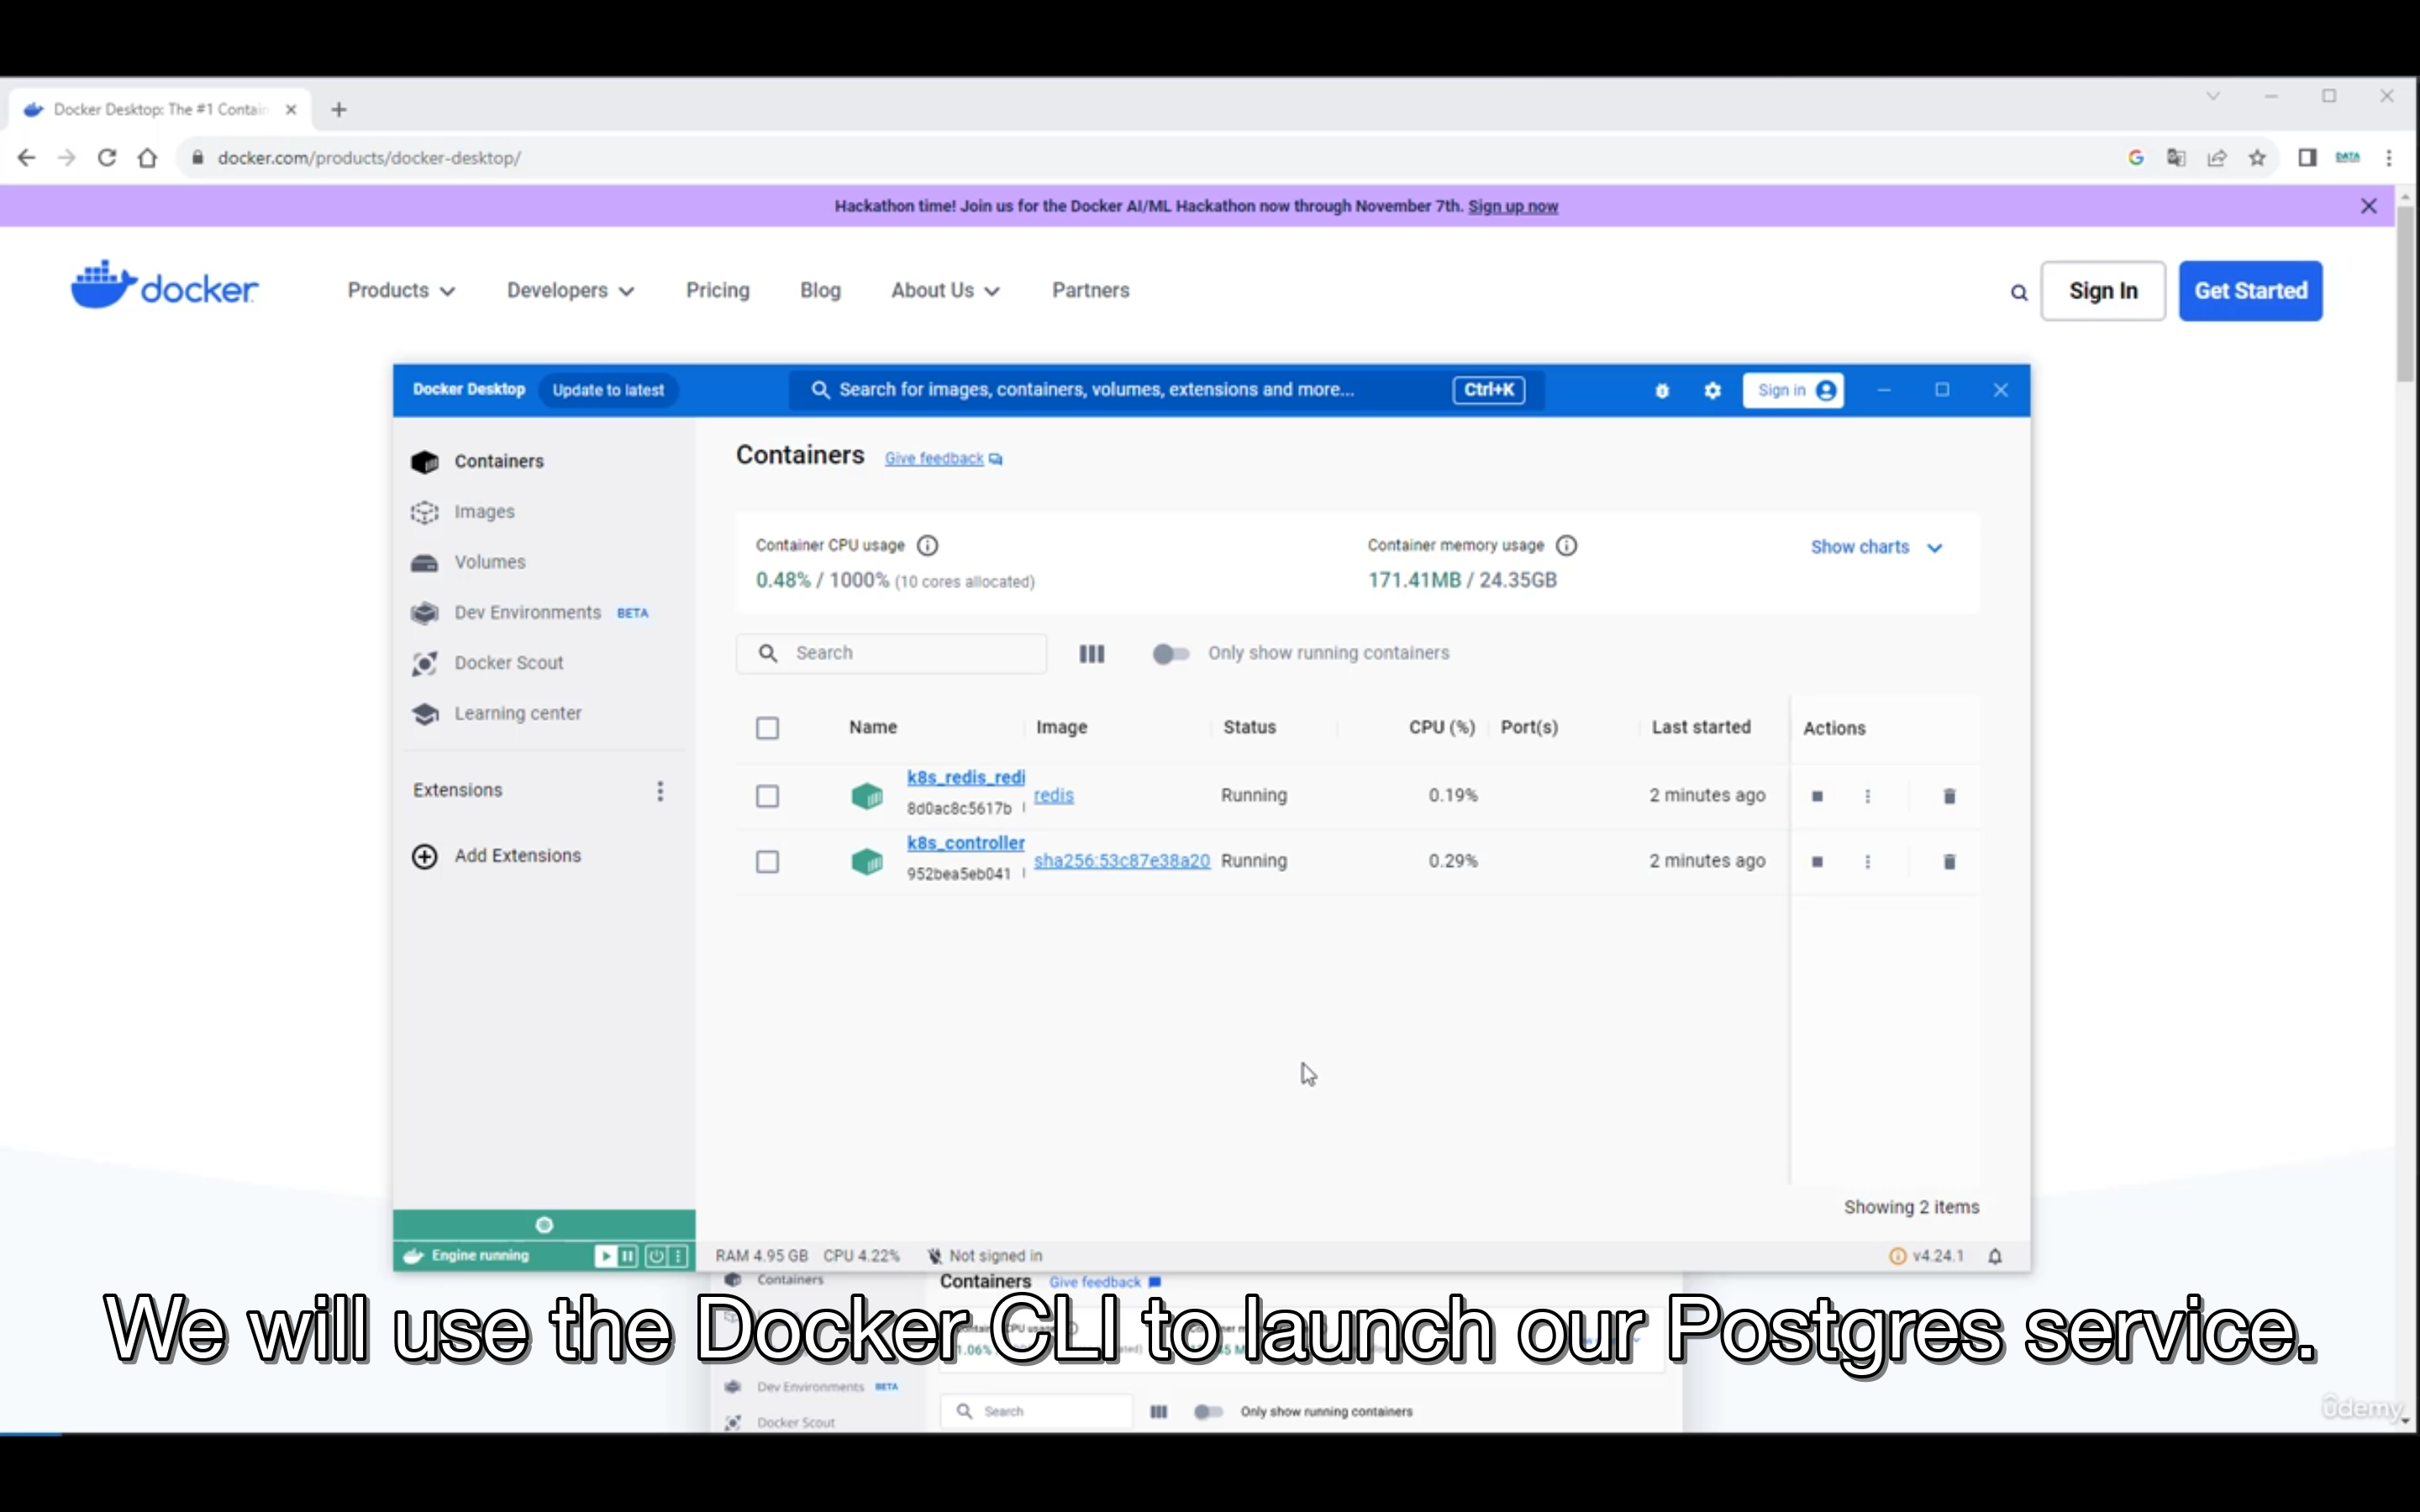 Docker Desktop: The #1 Contain
docker.com/products/docker-desktop/
DATA
Hackathon time! Join us for the Docker AI/ML Hackathon now through November 7th. Sign up now
docker
Products
Developers
Pricing
Blog
About Us
Partners
Sign In
Get Started
Docker Desktop
Update to latest
Search for images, containers, volumes, extensions and more...
Ctrl+K
Sign in
Containers
Images
Volumes
Dev Environments BETA
Docker Scout
Learning center
Extensions
Add Extensions
Containers Give feedback
Container CPU usage
0.48% / 1000% (10 cores allocated)
Container memory usage
171.41MB / 24.35GB
Show charts
Search
Only show running containers
Name Image Status CPU (%) Port(s) Last started Actions
k8s_redis_redi
8d0ac8c5617b
redis Running 0.19% 2 minutes ago
k8s_controller
952bea5eb041
sha256:53c87e38a20 Running 0.29% 2 minutes ago
Showing 2 items
Engine running
RAM 4.95 GB CPU 4.22% Not signed in
v4.24.1
Containers
Containers Give feedback
We will use the Docker CLI to launch our Postgres service.
Dev Environments BETA
Search
Only show running containers
Docker Scout
ûdemy